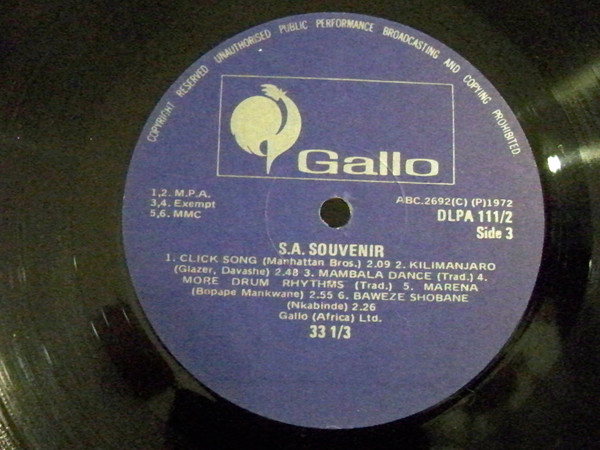 COPYRIGHT RESERVED UNAUTHORISED PUBLIC PERFORMANCE BROADCASTING AND COPYING PROHIBITED
Gallo
1,2. M.P.A.
3,4. Exempt
5,6. MMC
ABC.2692(C) (P)1972
DLPA 111/2
Side 3
S.A. SOUVENIR
1. CLICK SONG (Manhattan Bros.) 2.09 2. KILIMANJARO
(Glazer, Davashe) 2.48 3. MAMBALA DANCE (Trad.) 4.
MORE DRUM RHYTHMS (Trad.) 5. MARENA
(Bopape Mankwane) 2.55 6. BAWEZE SHOBANE
(Nkabinde) 2.26
Gallo (Africa) Ltd.
33 1/3